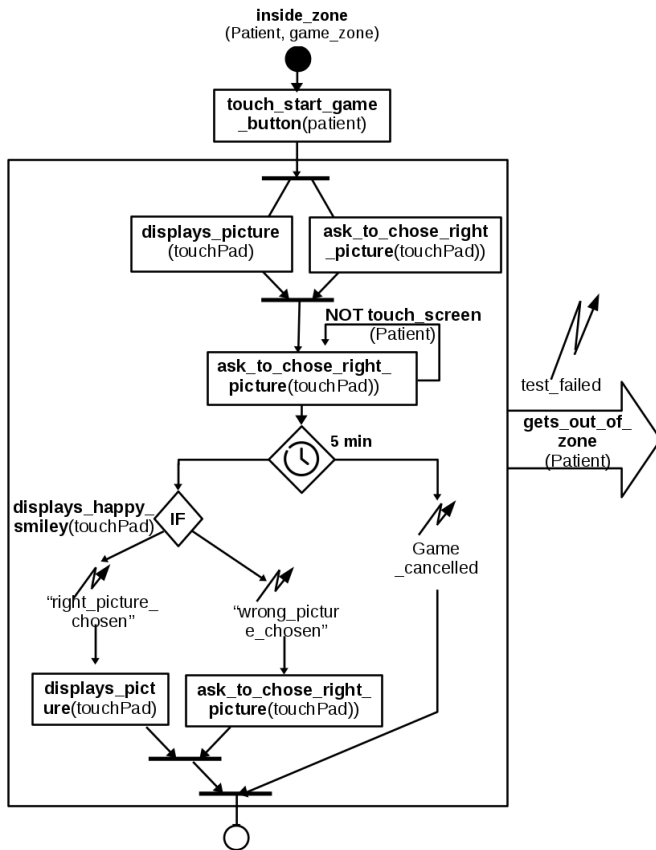 inside_zone
(Patient, game_zone)
touch_start_game
_button(patient)
displays_picture
(touchPad)
ask_to_chose_right
_picture(touchPad))
NOT touch_screen
(Patient)
ask_to_chose_right_
picture(touchPad))
5 min
test_failed
gets_out_of_
zone
(Patient)
displays_happy_
smiley(touchPad)
IF
Game
_cancelled
“right_picture_
chosen”
“wrong_pictur
e_chosen”
displays_pict
ure(touchPad)
ask_to_chose_right_
picture(touchPad))